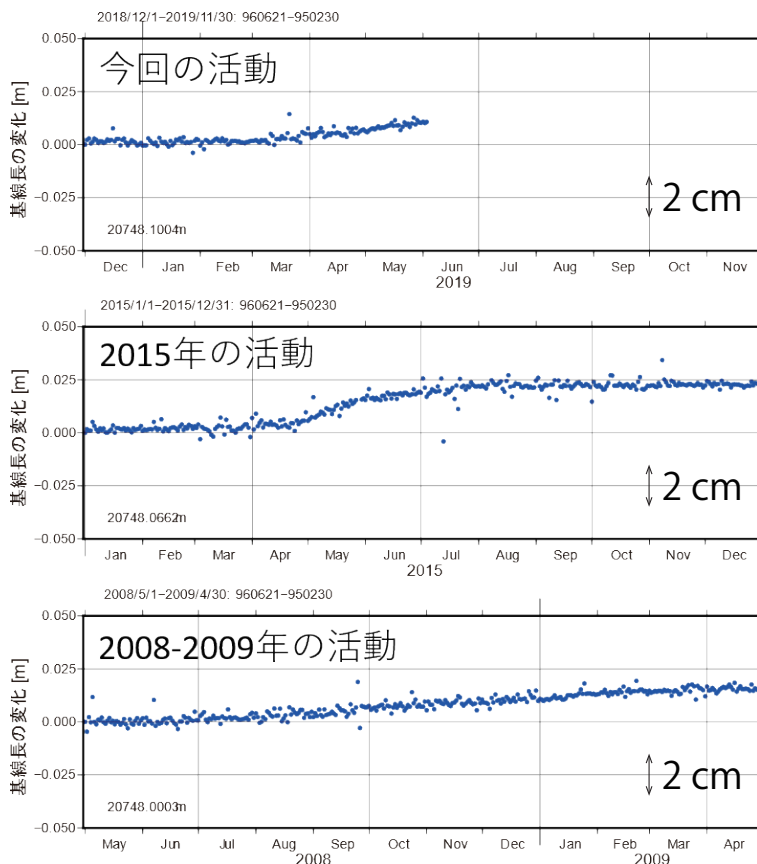 2018/12/1−2019/11/30: 960621−950230
今回の活動
基線長の変化 [m]
0.050
0.025
0.000
−0.025
−0.050
2 cm
20748.1004m
Dec Jan Feb Mar Apr May Jun Jul Aug Sep Oct Nov
2019
2015/1/1−2015/12/31: 960621−950230
2015年の活動
基線長の変化 [m]
0.050
0.025
0.000
−0.025
−0.050
2 cm
20748.0662m
Jan Feb Mar Apr May Jun Jul Aug Sep Oct Nov Dec
2015
2008/5/1−2009/4/30: 960621−950230
2008-2009年の活動
基線長の変化 [m]
0.050
0.025
0.000
−0.025
−0.050
2 cm
20748.0003m
May Jun Jul Aug Sep Oct Nov Dec Jan Feb Mar Apr
2008 2009